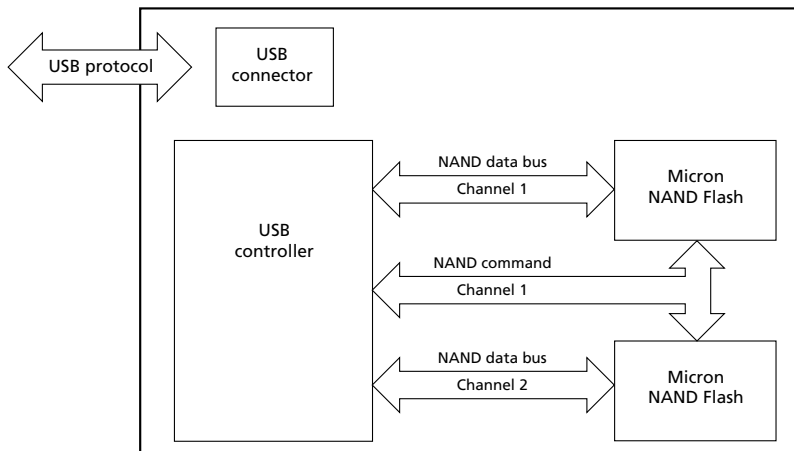 USB protocol
USB
connector
USB
controller
NAND data bus
Channel 1
Micron
NAND Flash
NAND command
Channel 1
NAND data bus
Channel 2
Micron
NAND Flash